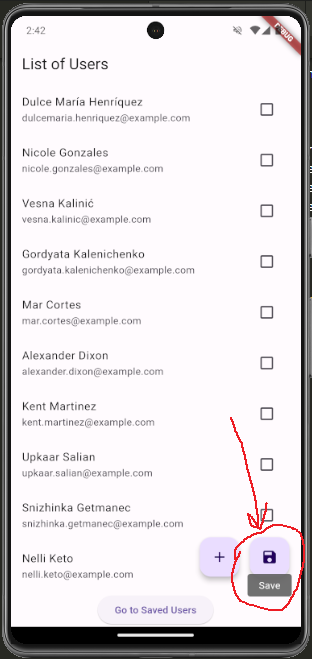 2:42
DEBUG
List of Users
Dulce María Henríquez
dulcemaria.henriquez@example.com
Nicole Gonzales
nicole.gonzales@example.com
Vesna Kalinić
vesna.kalinic@example.com
Gordyata Kalenichenko
gordyata.kalenichenko@example.com
Mar Cortes
mar.cortes@example.com
Alexander Dixon
alexander.dixon@example.com
Kent Martinez
kent.martinez@example.com
Upkaar Salian
upkaar.salian@example.com
Snizhinka Getmanec
snizhinka.getmanec@example.com
Nelli Keto
nelli.keto@example.com
+
Save
Go to Saved Users